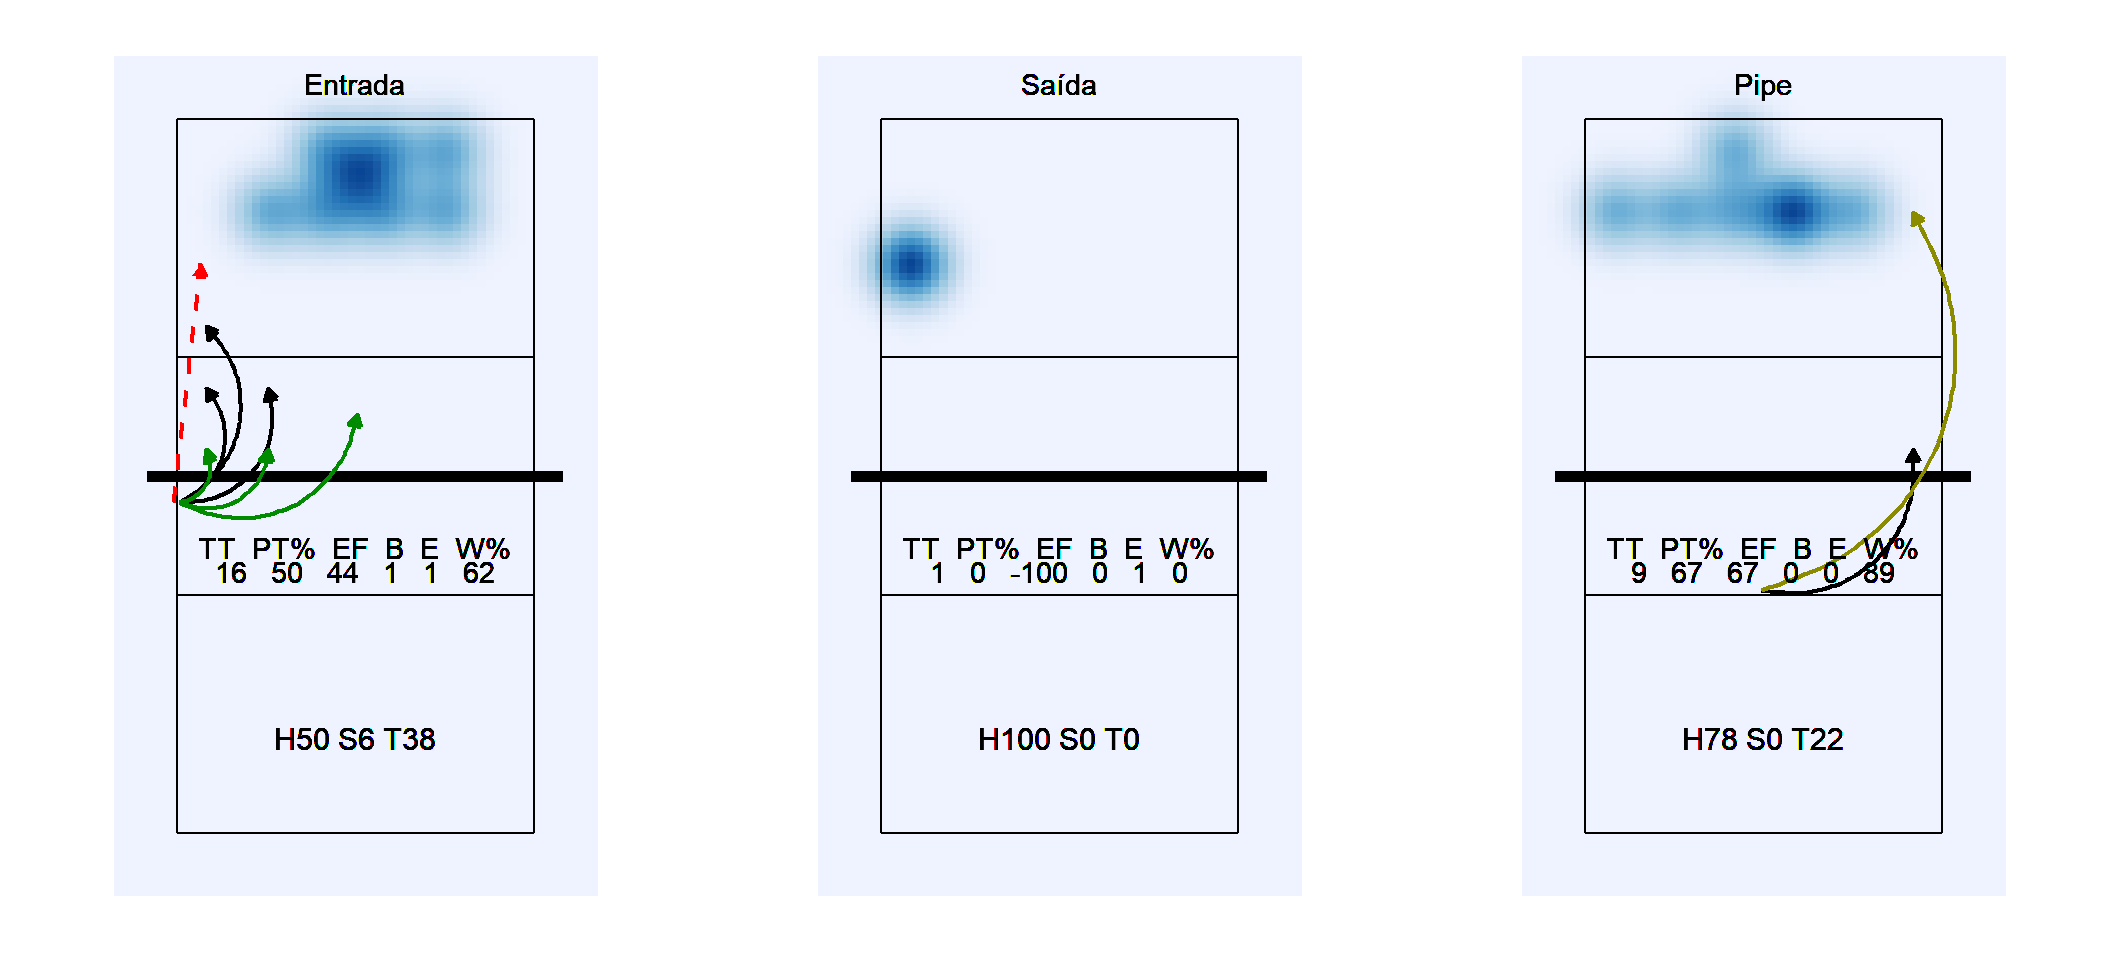 Entrada
TT PT% EF B E W%
16 50 44 1 1 62
H50 S6 T38
Saída
TT PT% EF B E W%
1 0 -100 0 1 0
H100 S0 T0
Pipe
TT PT% EF B E W%
9 67 67 0 0 89
H78 S0 T22